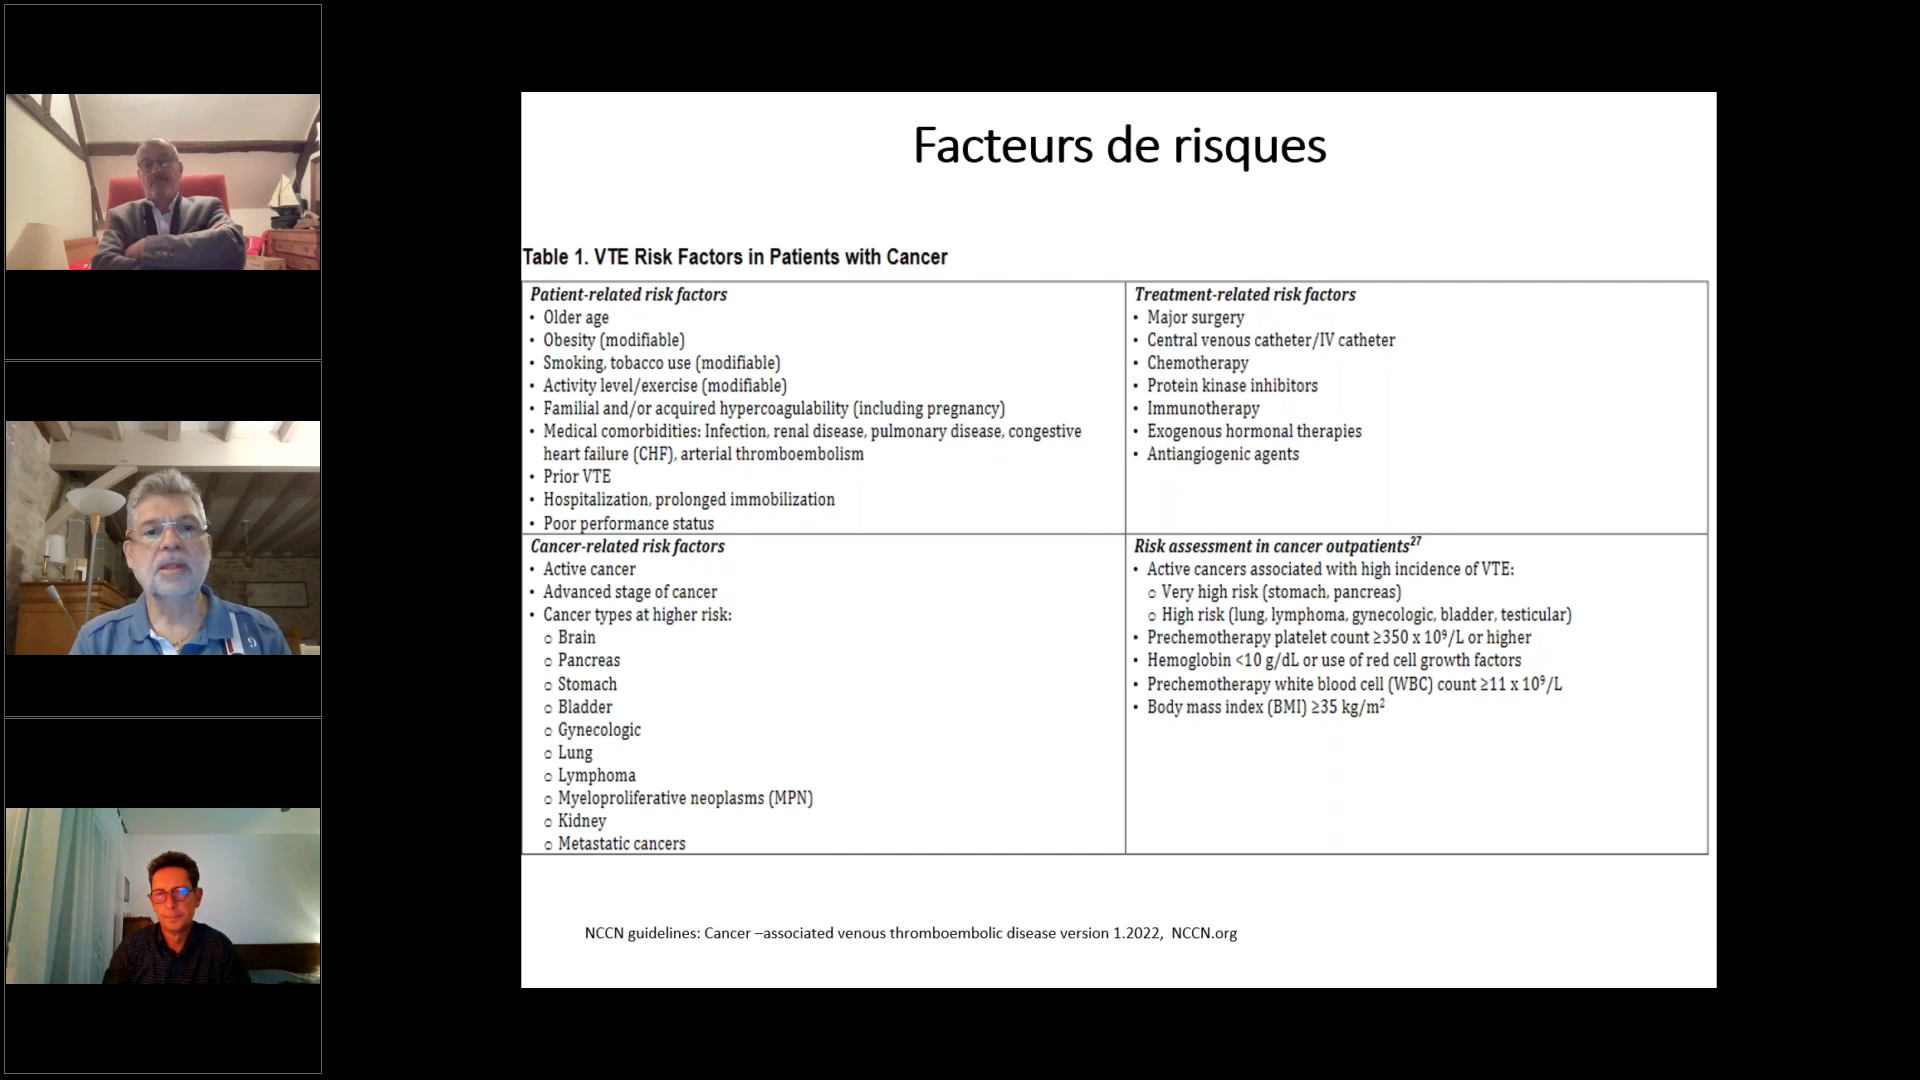 Facteurs de risques
Table 1. VTE Risk Factors in Patients with Cancer
Patient-related risk factors
• Older age
• Obesity (modifiable)
• Smoking, tobacco use (modifiable)
• Activity level/exercise (modifiable)
• Familial and/or acquired hypercoagulability (including pregnancy)
• Medical comorbidities: Infection, renal disease, pulmonary disease, congestive
heart failure (CHF), arterial thromboembolism
• Prior VTE
• Hospitalization, prolonged immobilization
• Poor performance status
Treatment-related risk factors
• Major surgery
• Central venous catheter/IV catheter
• Chemotherapy
• Protein kinase inhibitors
• Immunotherapy
• Exogenous hormonal therapies
• Antiangiogenic agents
Cancer-related risk factors
• Active cancer
• Advanced stage of cancer
• Cancer types at higher risk:
o Brain
o Pancreas
o Stomach
o Bladder
o Gynecologic
o Lung
o Lymphoma
o Myeloproliferative neoplasms (MPN)
o Kidney
o Metastatic cancers
Risk assessment in cancer outpatients²⁷
• Active cancers associated with high incidence of VTE:
o Very high risk (stomach, pancreas)
o High risk (lung, lymphoma, gynecologic, bladder, testicular)
• Prechemotherapy platelet count ≥350 x 10⁹/L or higher
• Hemoglobin <10 g/dL or use of red cell growth factors
• Prechemotherapy white blood cell (WBC) count ≥11 x 10⁹/L
• Body mass index (BMI) ≥35 kg/m²
NCCN guidelines: Cancer –associated venous thromboembolic disease version 1.2022, NCCN.org